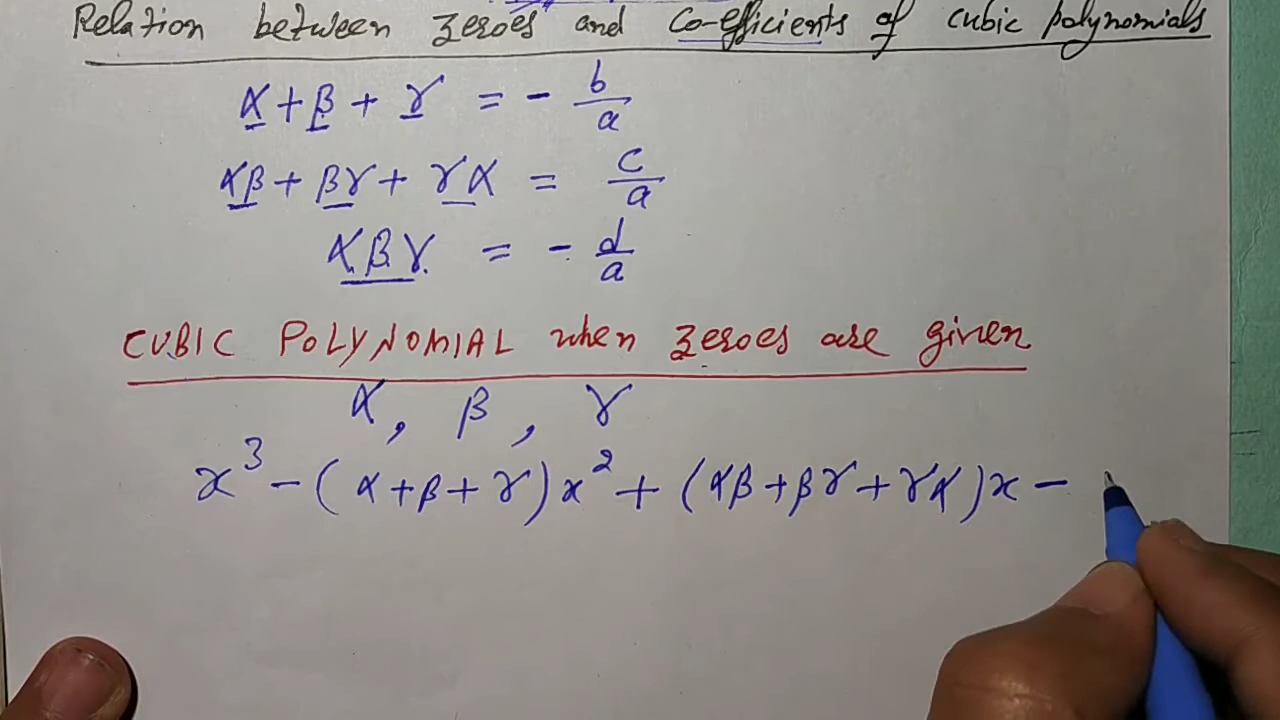 Relation between zeroes and Co-efficients of cubic polynomials
α + β + γ = - b/a
αβ + βγ + γα = c/a
αβγ = - d/a
CUBIC POLYNOMIAL when zeroes are given
α, β, γ
x³ - (α+β+γ)x² + (αβ+βγ+γα)x -